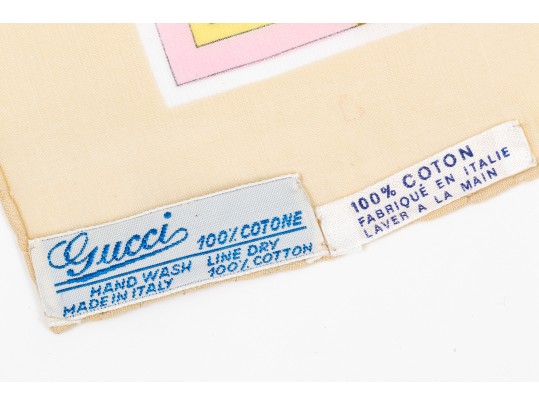 Gucci 100% COTONE
HAND WASH LINE DRY
MADE IN ITALY 100% COTTON
100% COTON
FABRIQUÉ EN ITALIE
LAVER A LA MAIN